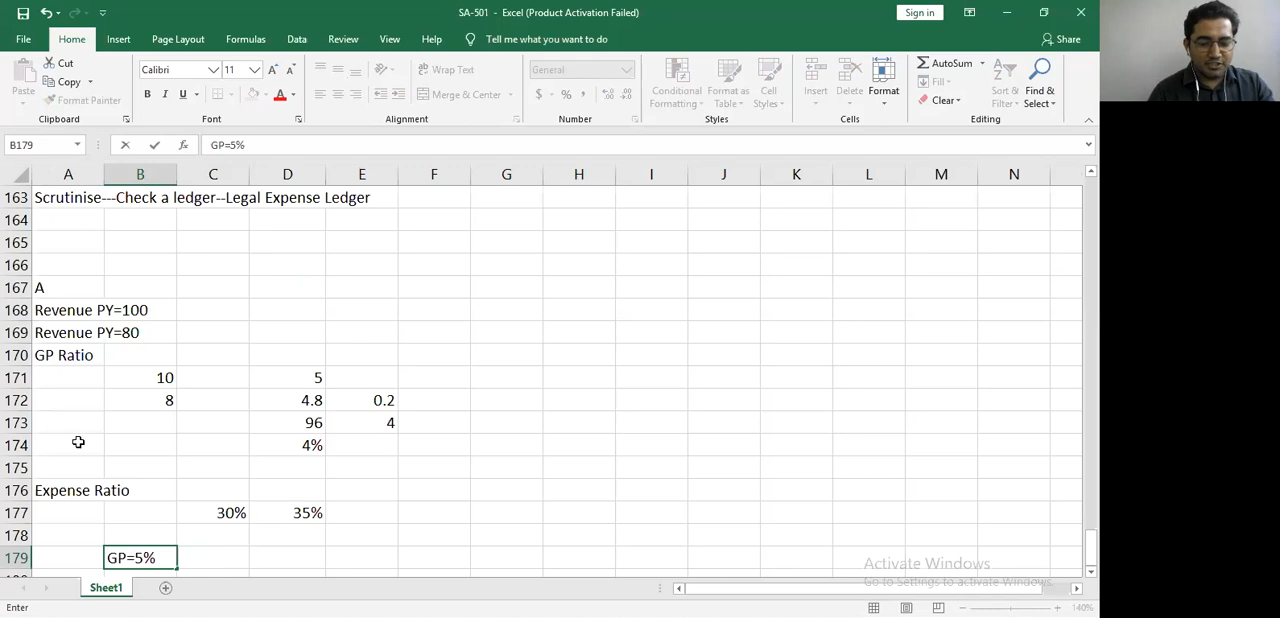 SA-501 - Excel (Product Activation Failed)
Sign in
File Home Insert Page Layout Formulas Data Review View Help Tell me what you want to do Share
Paste
Cut
Copy
Format Painter
Clipboard
Calibri 11
B I U
Font
Wrap Text
Merge & Center
Alignment
General
$ % ,
Number
Conditional Formatting
Format as Table
Cell Styles
Styles
Insert Delete Format
Cells
AutoSum
Fill
Clear
Sort & Filter
Find & Select
Editing
B179 fx GP=5%
A B C D E F G H I J K L M N
163 Scrutinise---Check a ledger--Legal Expense Ledger
164
165
166
167 A
168 Revenue PY=100
169 Revenue PY=80
170 GP Ratio
171 10 5
172 8 4.8 0.2
173 96 4
174 4%
175
176 Expense Ratio
177 30% 35%
178
179 GP=5%
Activate Windows
Go to Settings to activate Windows.
Sheet1
Enter
140%